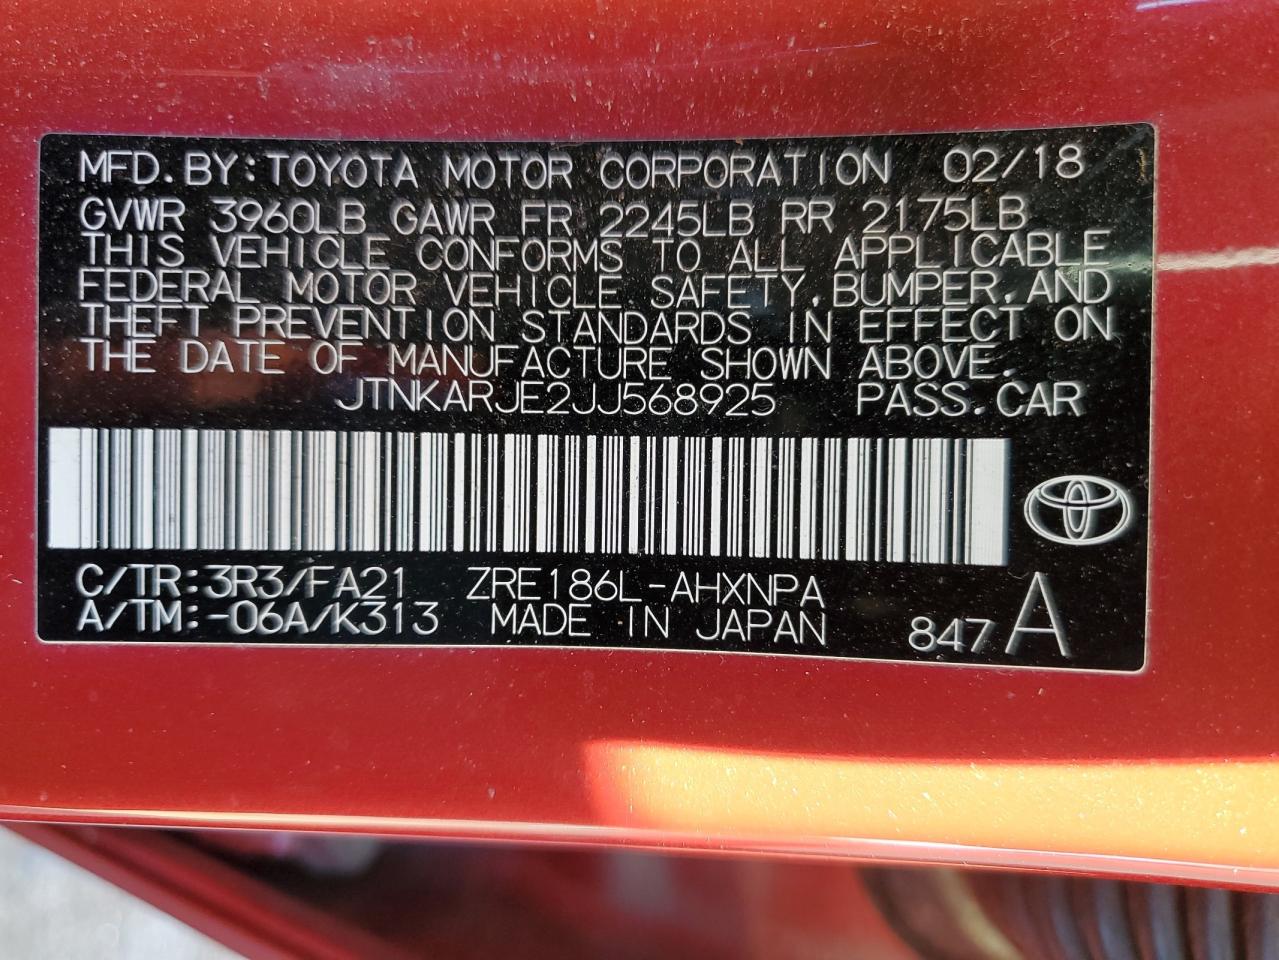 MFD.BY:TOYOTA MOTOR CORPORATION 02/18
GVWR 3960LB GAWR FR 2245LB RR 2175LB
THIS VEHICLE CONFORMS TO ALL APPLICABLE
FEDERAL MOTOR VEHICLE SAFETY,BUMPER,AND
THEFT PREVENTION STANDARDS IN EFFECT ON
THE DATE OF MANUFACTURE SHOWN ABOVE.
JTNKARJE2JJ568925 PASS.CAR
C/TR:3R3/FA21 ZRE186L-AHXNPA
A/TM:-06A/K313 MADE IN JAPAN 847 A